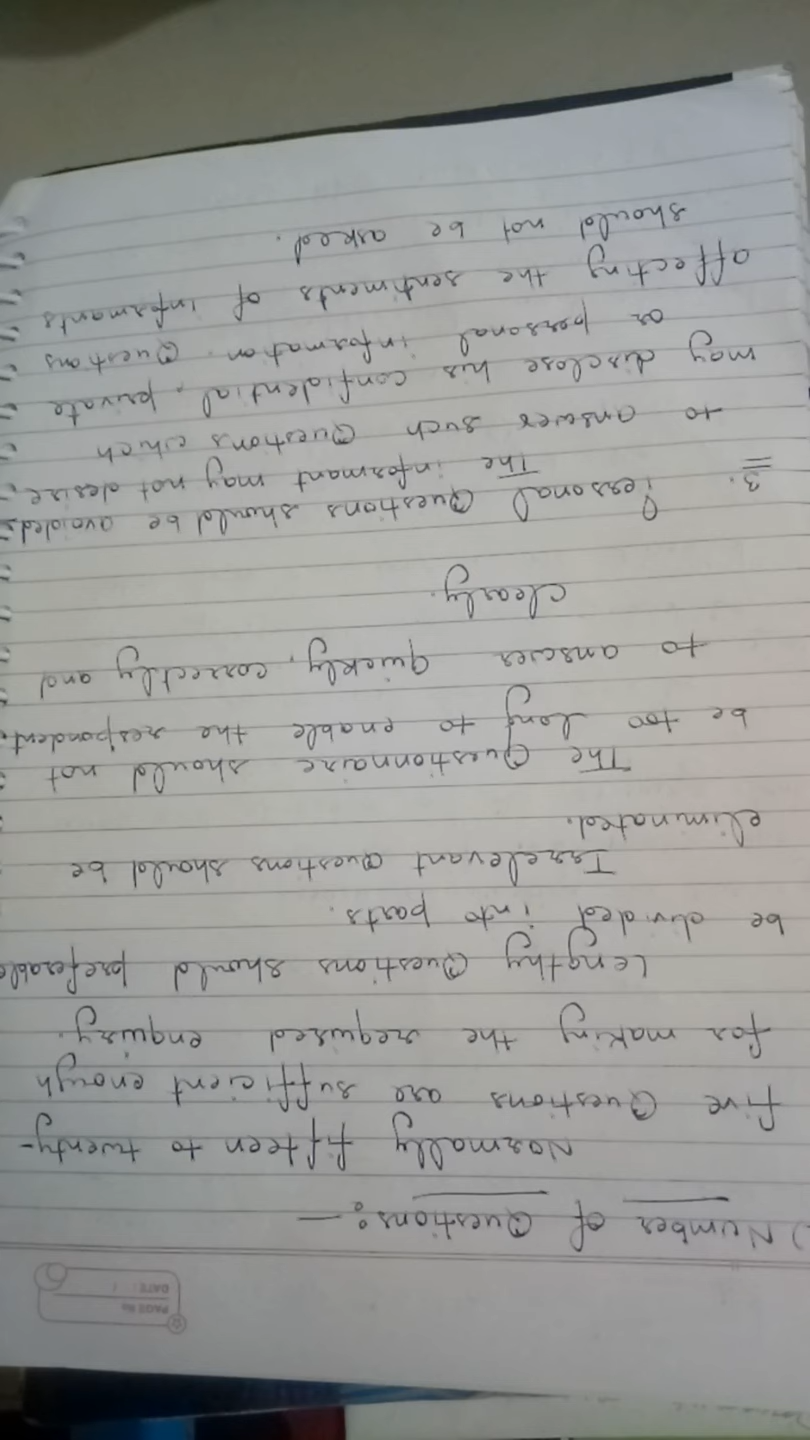 PAGE No
DATE
) Number of Questions:—
Normally fifteen to twenty-
five Questions are sufficient enough
for making the required enquiry.
Lengthy Questions should preferable
be divided into parts.
Irrelevant Questions should be
eliminated.
The Questionnaire should not
be too long to enable the respondent
to answer quickly, correctly and
clearly.
3. Personal Questions should be avoided.
The informant may not desire
to answer such Questions which
may disclose his confidential, private
or personal information. Questions
affecting the sentiments of informants
should not be asked.